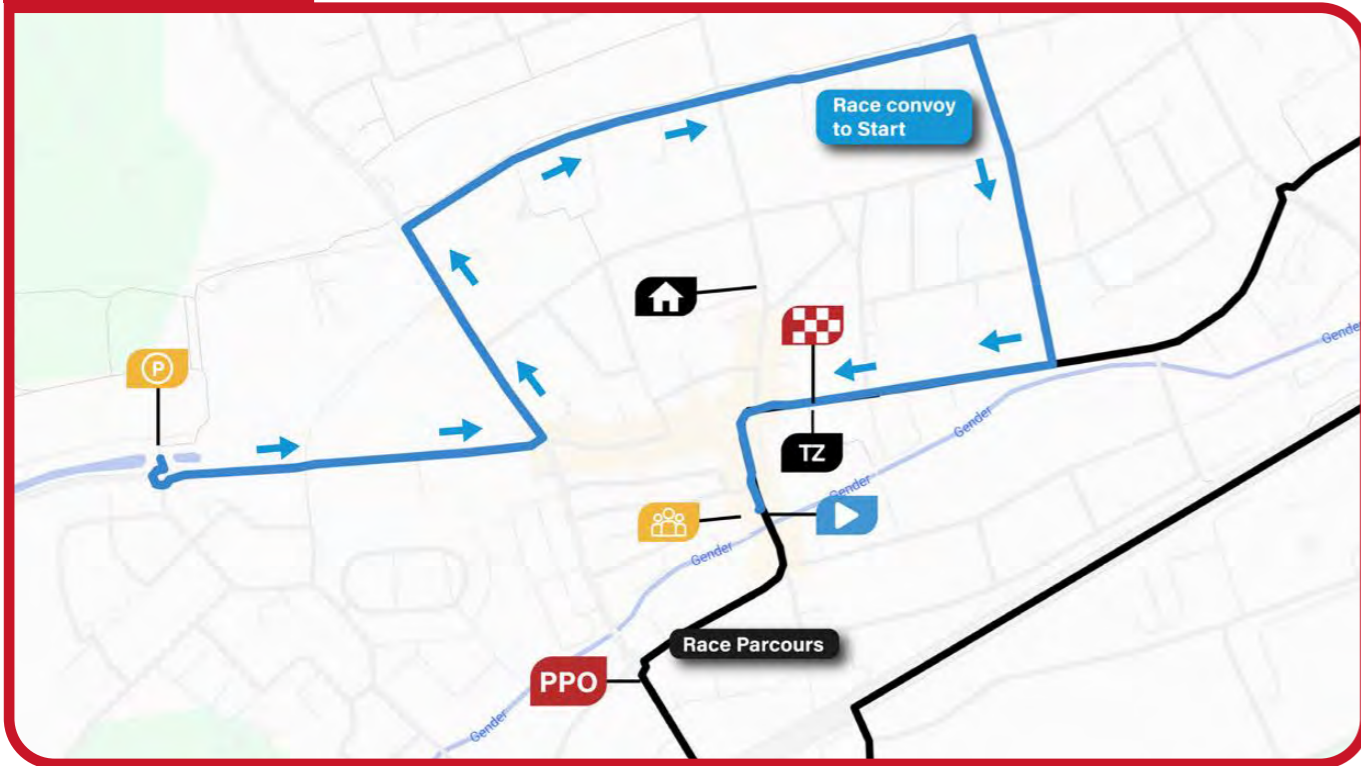 Race convoy
to Start
Gender
P
Gender
TZ
Gender
Gender
Race Parcours
PPO
Gender